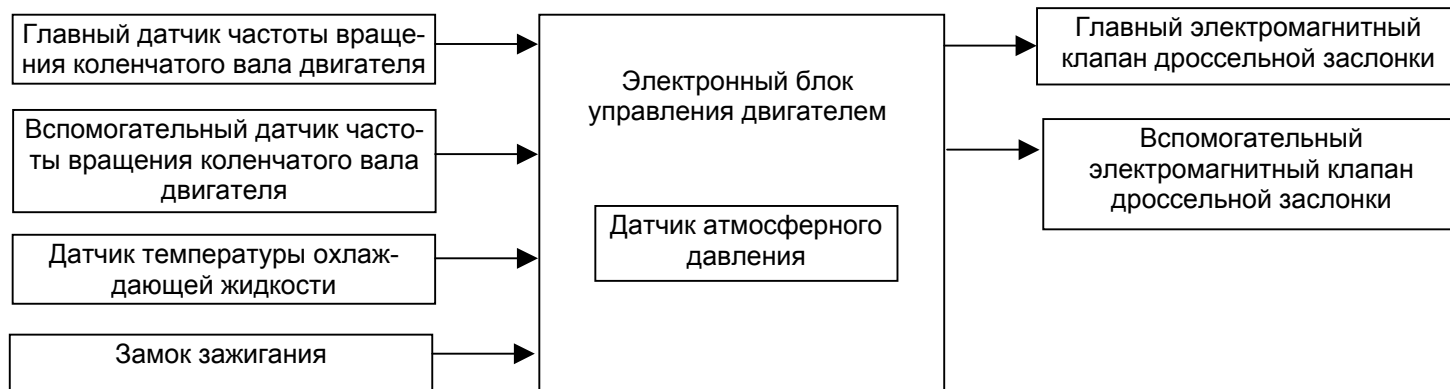 Главный датчик частоты враще-
ния коленчатого вала двигателя
Вспомогательный датчик часто-
ты вращения коленчатого вала
двигателя
Датчик температуры охлаж-
дающей жидкости
Замок зажигания
Электронный блок
управления двигателем
Датчик атмосферного
давления
Главный электромагнитный
клапан дроссельной заслонки
Вспомогательный
электромагнитный клапан
дроссельной заслонки